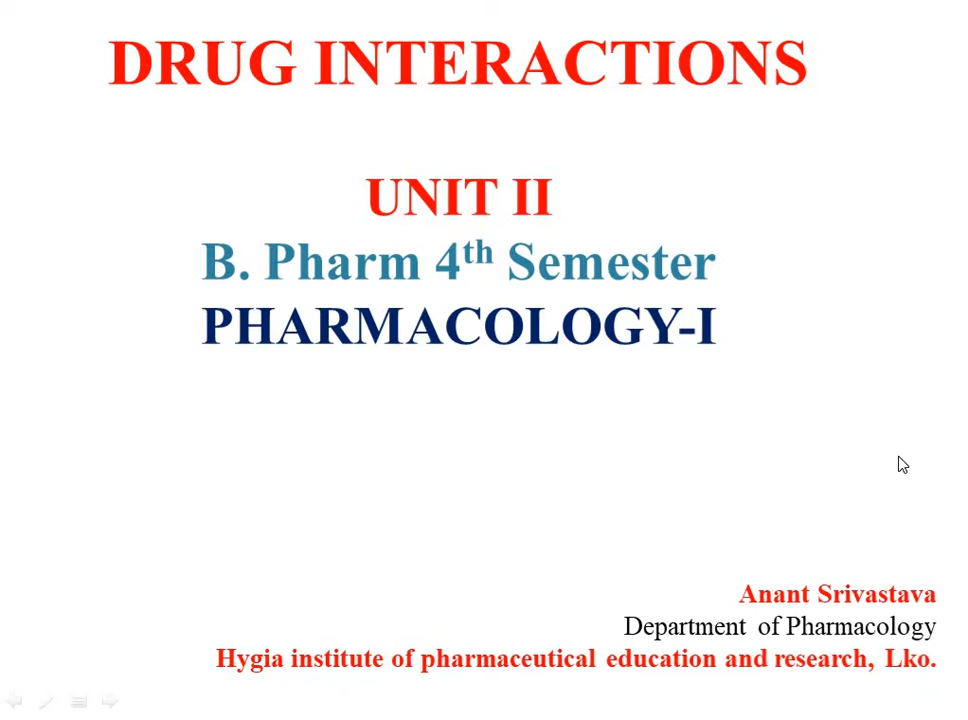 DRUG INTERACTIONS
UNIT II
B. Pharm 4th Semester
PHARMACOLOGY-I
Anant Srivastava
Department of Pharmacology
Hygia institute of pharmaceutical education and research, Lko.